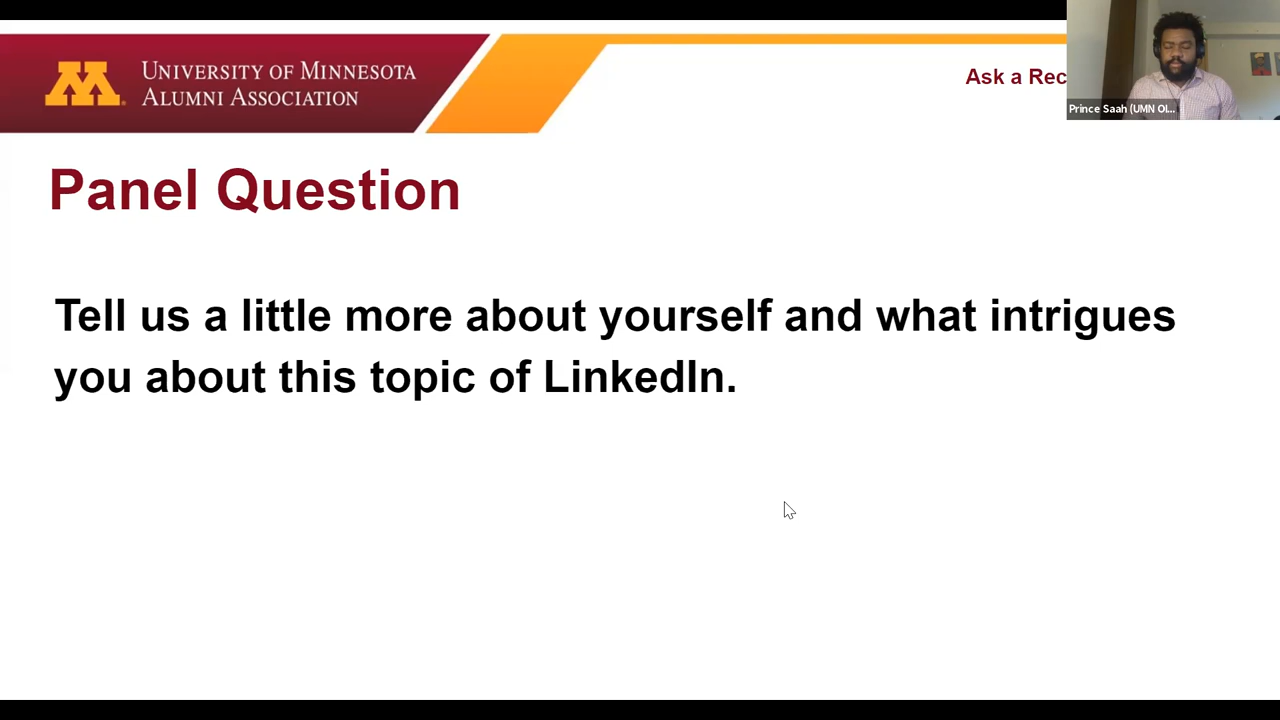 UNIVERSITY OF MINNESOTA
ALUMNI ASSOCIATION
Ask a Rec
Prince Saah (UMN Ol...
Panel Question
Tell us a little more about yourself and what intrigues
you about this topic of LinkedIn.